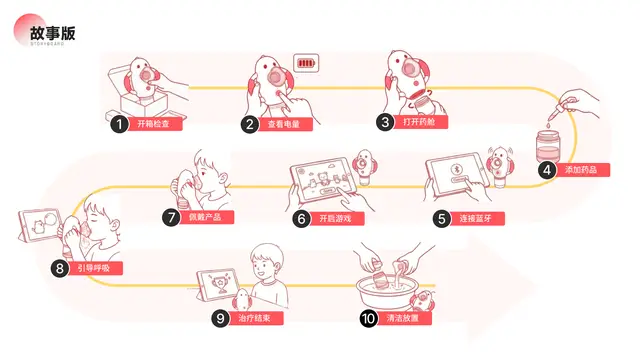 故事版
STORYBOARD
1 开箱检查
2 查看电量
3 打开药舱
4 添加药品
5 连接蓝牙
6 开启游戏
7 佩戴产品
8 引导呼吸
9 治疗结束
10 清洁放置